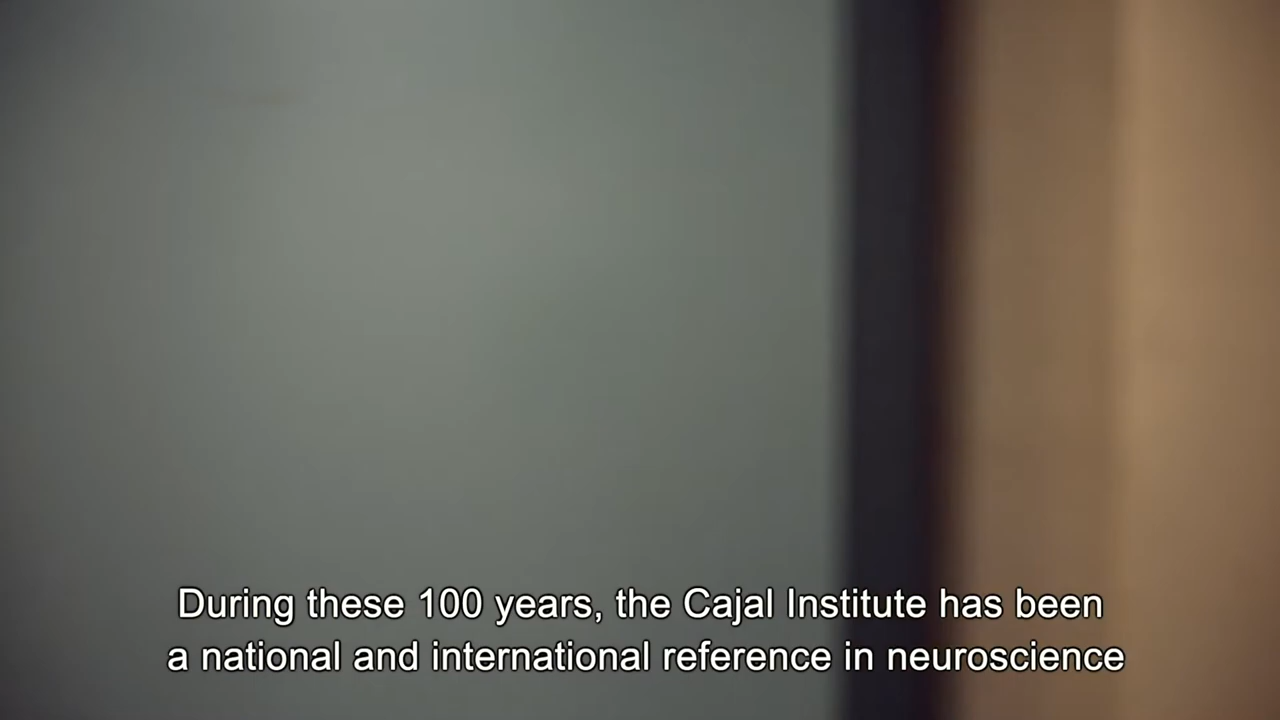 During these 100 years, the Cajal Institute has been
a national and international reference in neuroscience